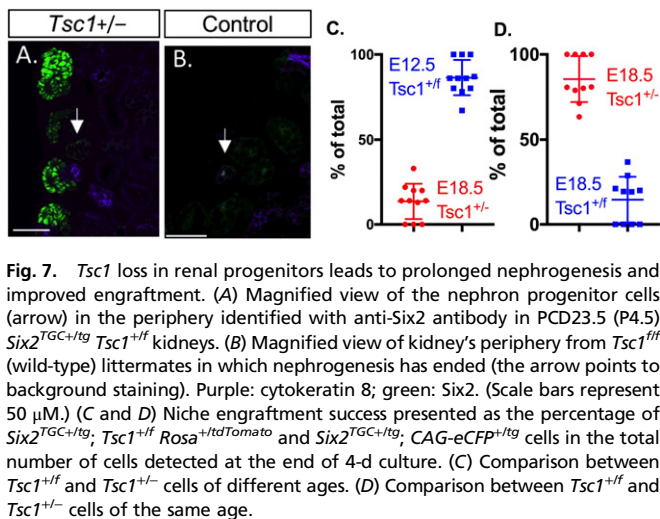 Tsc1+/− Control
A. B. C. D.
100 50 0
% of total
E12.5
Tsc1+/f
E18.5
Tsc1+/-
100 50 0
% of total
E18.5
Tsc1+/-
E18.5
Tsc1+/f
Fig. 7. Tsc1 loss in renal progenitors leads to prolonged nephrogenesis and
improved engraftment. (A) Magnified view of the nephron progenitor cells
(arrow) in the periphery identified with anti-Six2 antibody in PCD23.5 (P4.5)
Six2TGC+/tg Tsc1+/f kidneys. (B) Magnified view of kidney's periphery from Tsc1f/f
(wild-type) littermates in which nephrogenesis has ended (the arrow points to
background staining). Purple: cytokeratin 8; green: Six2. (Scale bars represent
50 μM.) (C and D) Niche engraftment success presented as the percentage of
Six2TGC+/tg; Tsc1+/f Rosa+/tdTomato and Six2TGC+/tg; CAG-eCFP+/tg cells in the total
number of cells detected at the end of 4-d culture. (C) Comparison between
Tsc1+/f and Tsc1+/− cells of different ages. (D) Comparison between Tsc1+/f and
Tsc1+/− cells of the same age.